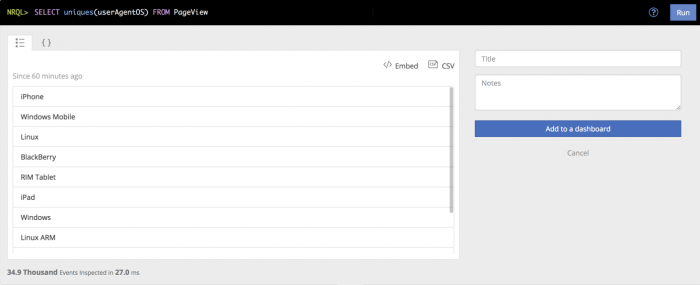 NRQL> SELECT uniques(userAgentOS) FROM PageView
?
Run
{ }
</> Embed
CSV
Since 60 minutes ago
iPhone
Windows Mobile
Linux
BlackBerry
RIM Tablet
iPad
Windows
Linux ARM
34.9 Thousand Events inspected in 27.0 ms
Title
Notes
Add to a dashboard
Cancel